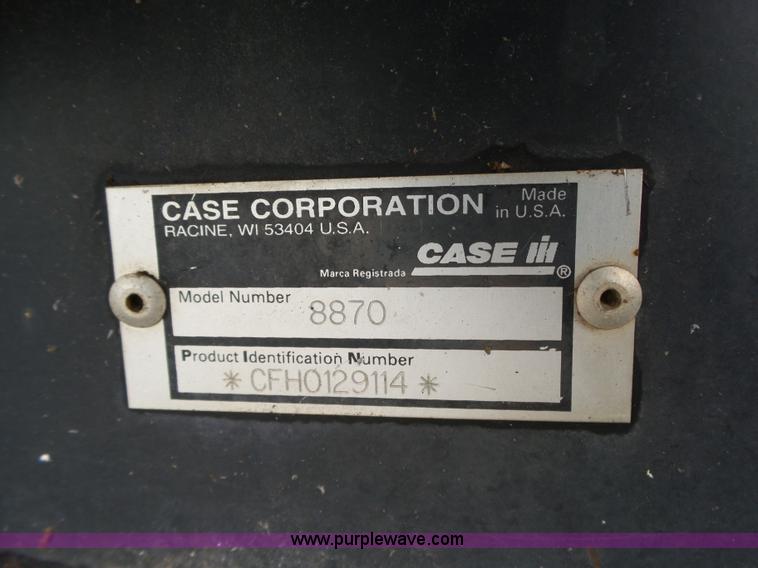 CASE CORPORATION Made in U.S.A.
RACINE, WI 53404 U.S.A.
CASE IH ®
Marca Registrada
Model Number 8870
Product Identification Number
*CFH0129114*
www.purplewave.com